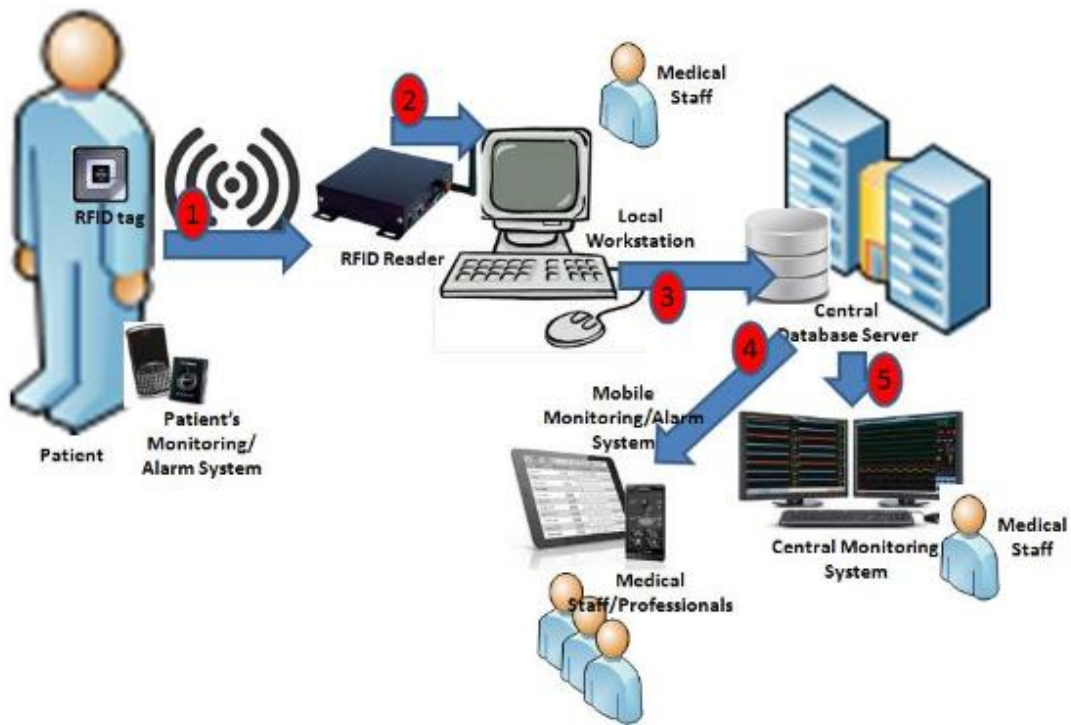 2
Medical
Staff
RFID tag
1
RFID Reader
Local
Workstation
3
Central
Database Server
4
5
Patient
Patient's
Monitoring/
Alarm System
Mobile
Monitoring/Alarm
System
Central Monitoring
System
Medical
Staff
Medical
Staff/Professionals